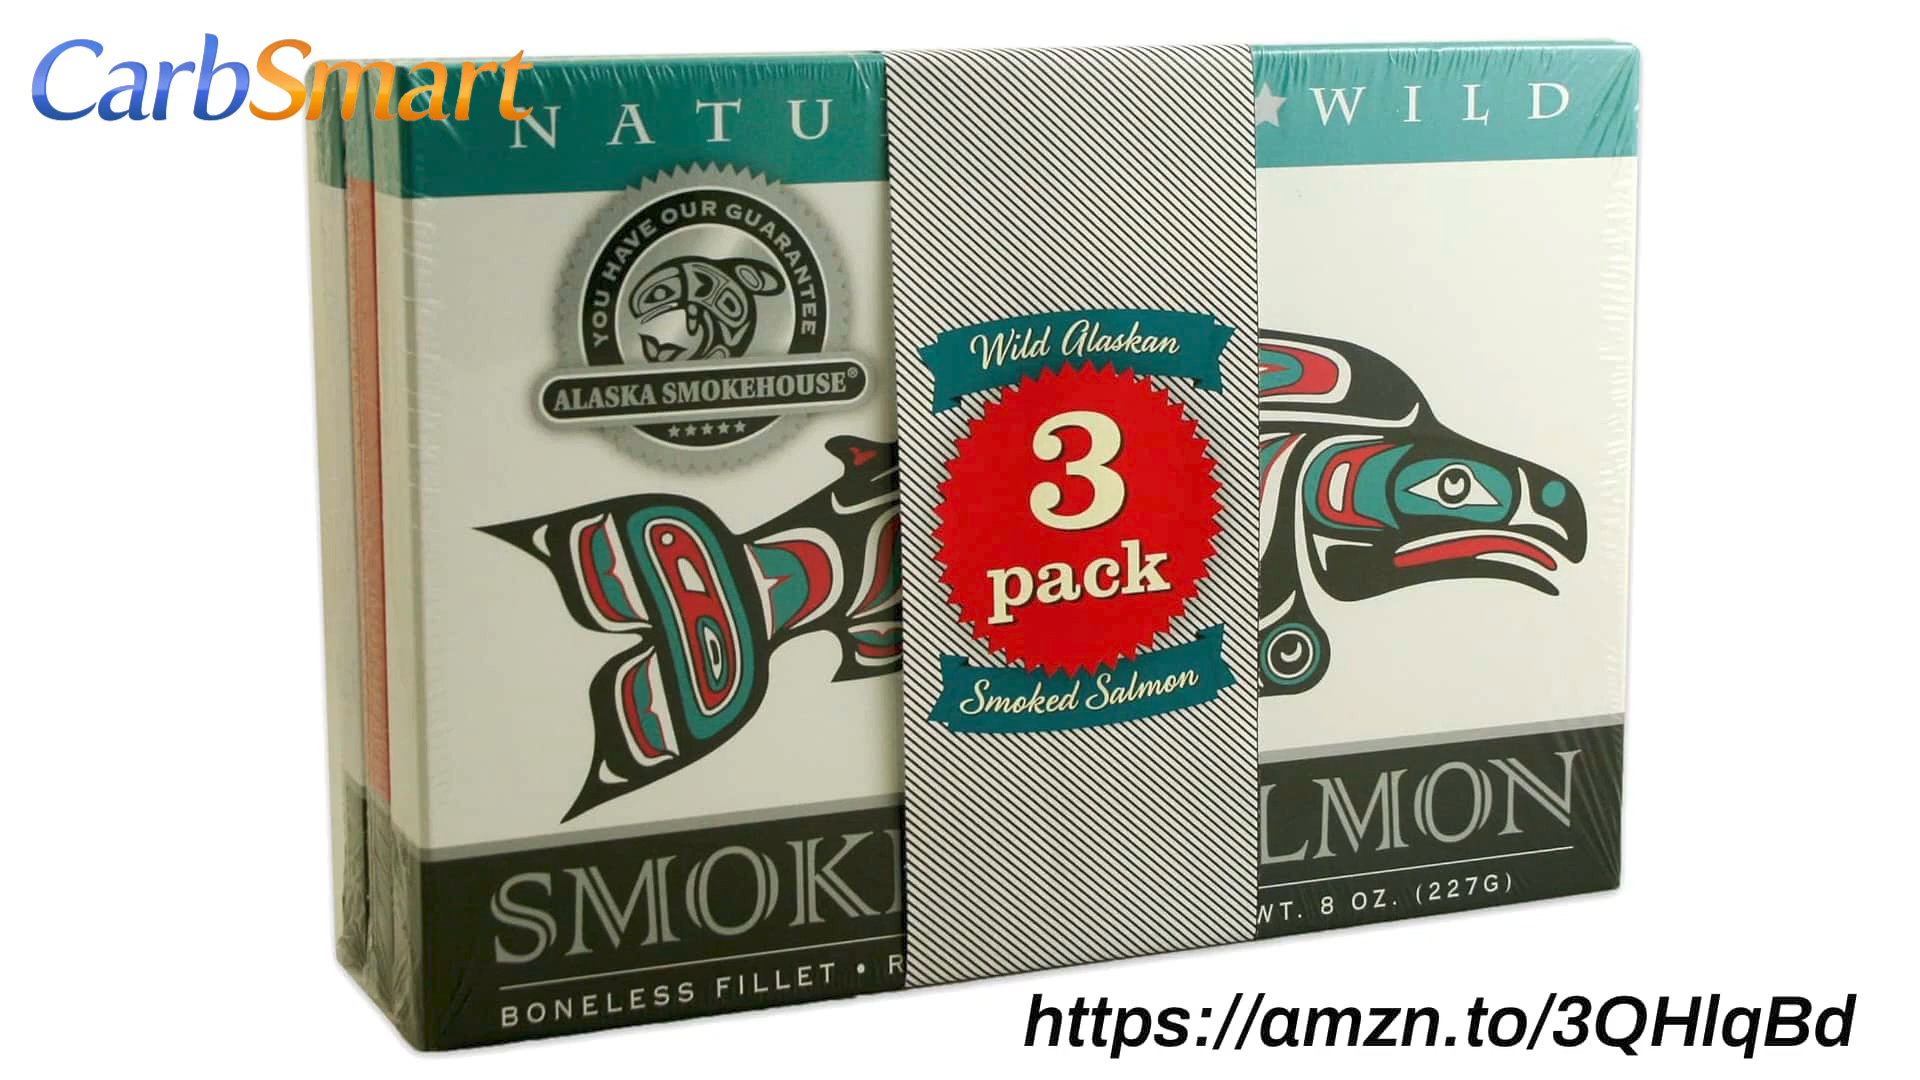 CarbSmart
NATU
WILD
YOU HAVE OUR GUARANTEE
ALASKA SMOKEHOUSE®
Wild Alaskan
3
pack
Smoked Salmon
SMOK
LMON
BONELESS FILLET • R
WT. 8 OZ. (227G)
https://amzn.to/3QHlqBd